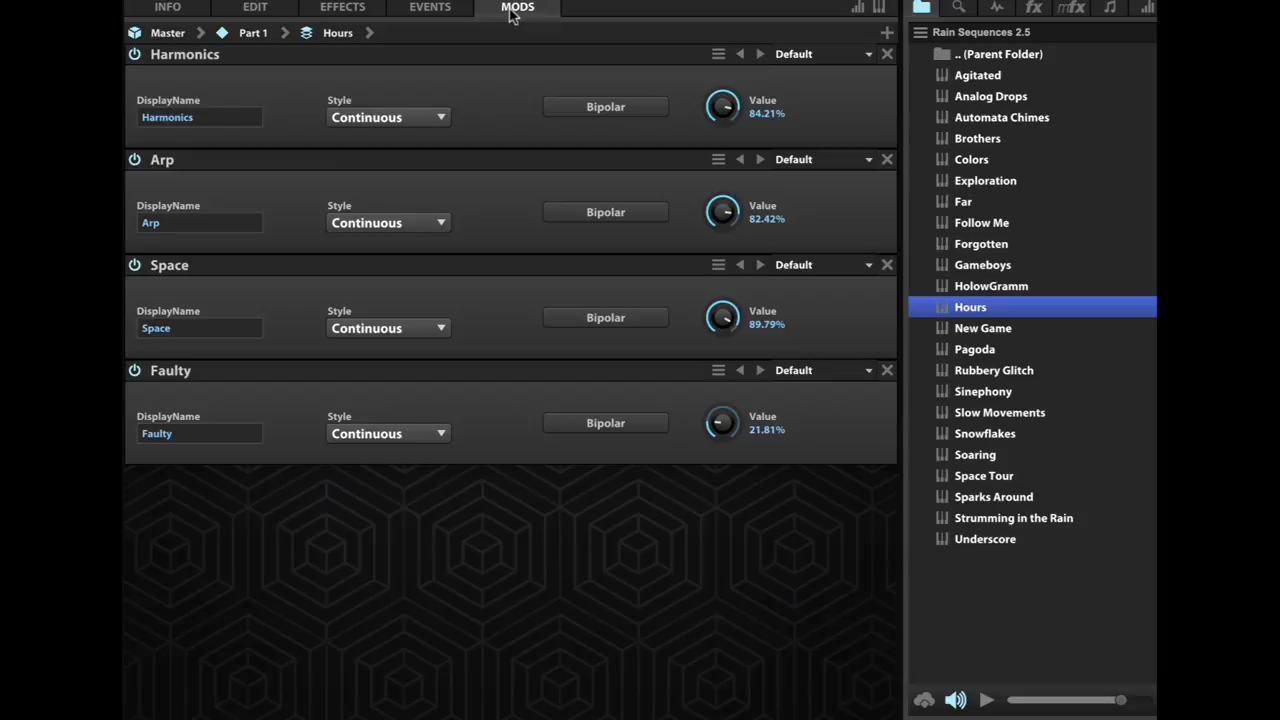 INFO EDIT EFFECTS EVENTS MODS
Master Part 1 Hours
Harmonics Default
DisplayName Style Bipolar Value
Harmonics Continuous 84.21%
Arp Default
DisplayName Style Bipolar Value
Arp Continuous 82.42%
Space Default
DisplayName Style Bipolar Value
Space Continuous 89.79%
Faulty Default
DisplayName Style Bipolar Value
Faulty Continuous 21.81%
fx mfx
Rain Sequences 2.5
.. (Parent Folder)
Agitated
Analog Drops
Automata Chimes
Brothers
Colors
Exploration
Far
Follow Me
Forgotten
Gameboys
HolowGramm
Hours
New Game
Pagoda
Rubbery Glitch
Sinephony
Slow Movements
Snowflakes
Soaring
Space Tour
Sparks Around
Strumming in the Rain
Underscore